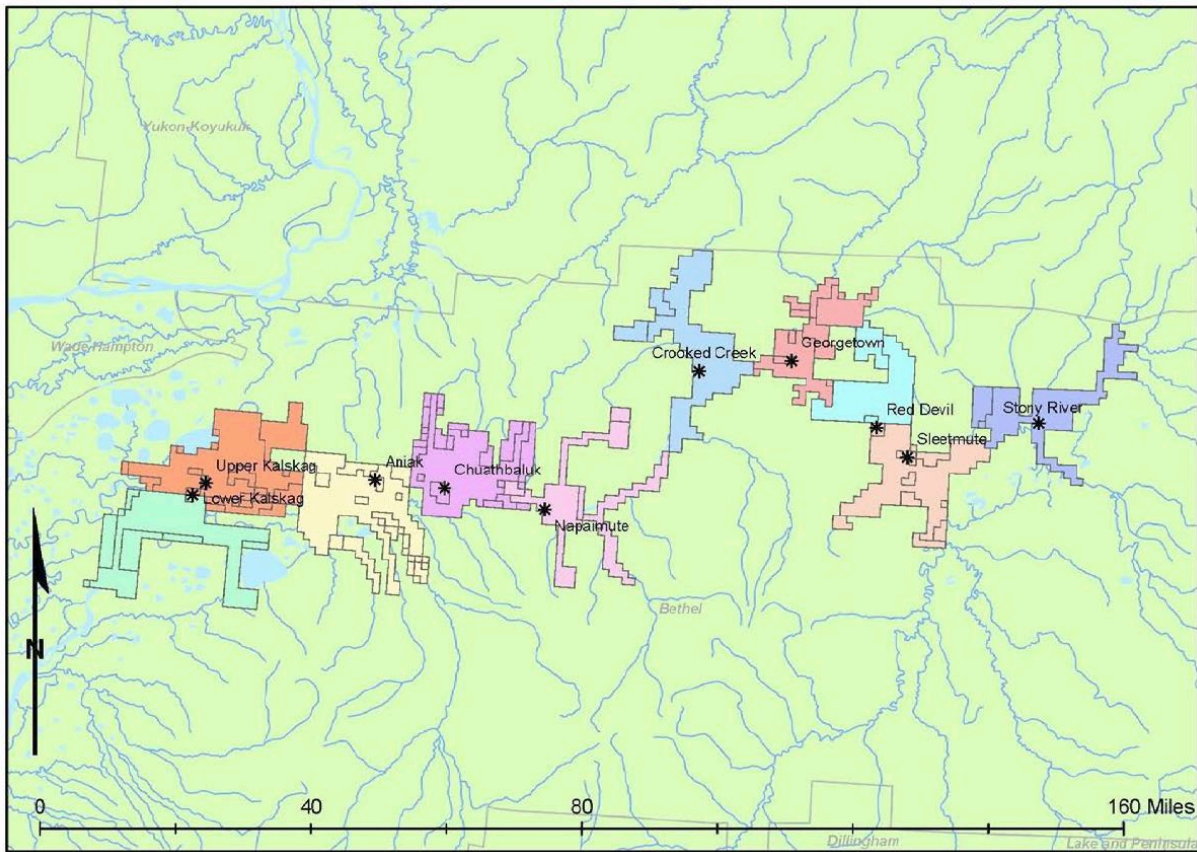 Yukon-Koyukuk
Wade Hampton
Georgetown
Crooked Creek
Red Devil
Stony River
Sleetmute
Aniak
Upper Kalskag
Chuathbaluk
Lower Kalskag
Napaimute
Bethel
N
0 40 80 160 Miles
Dillingham
Lake and Peninsula